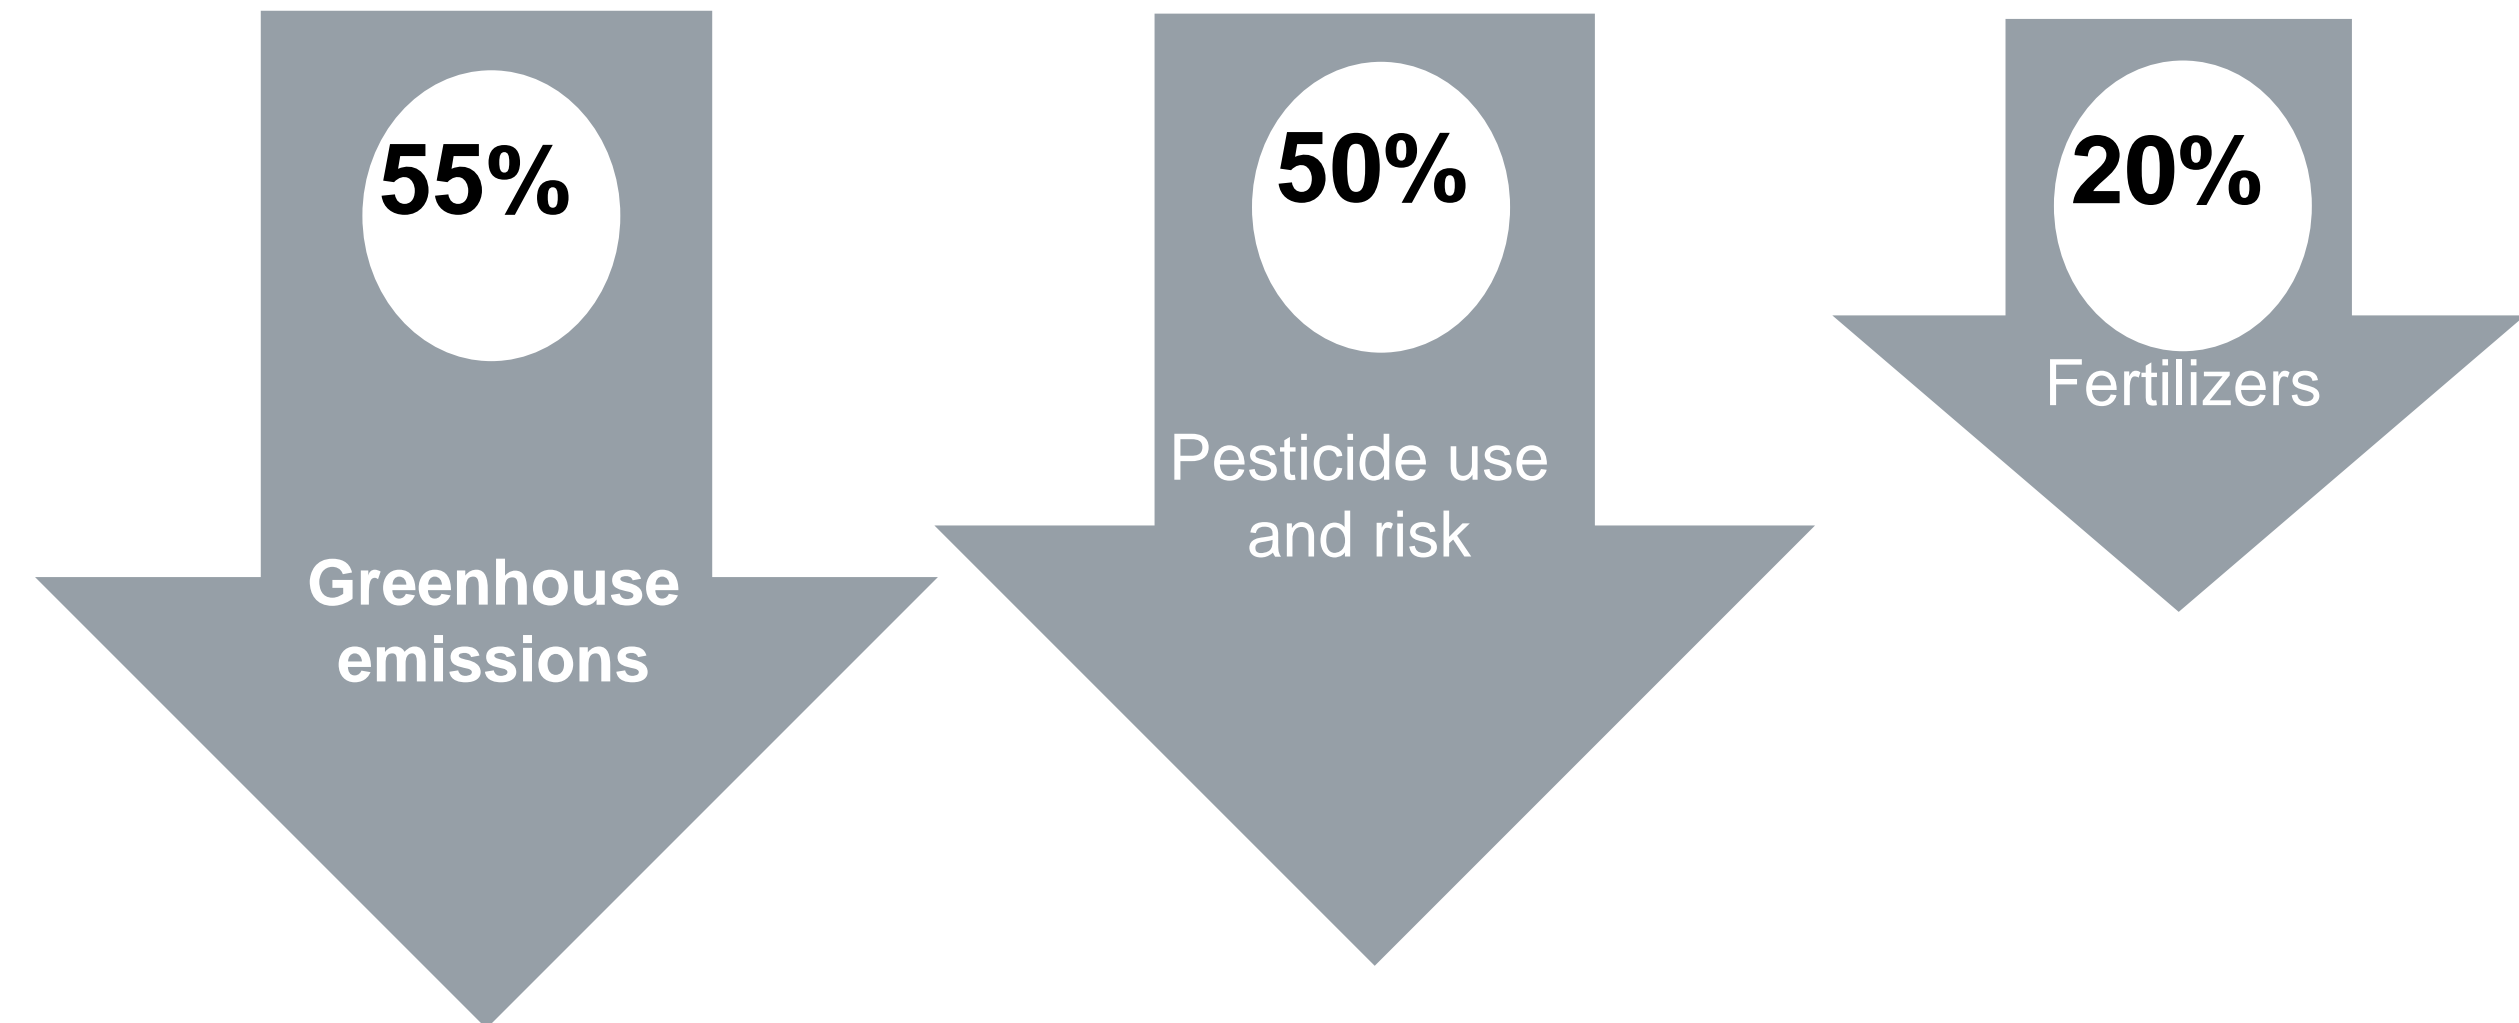 55%
Greenhouse
emissions
50%
Pesticide use
and risk
20%
Fertilizers